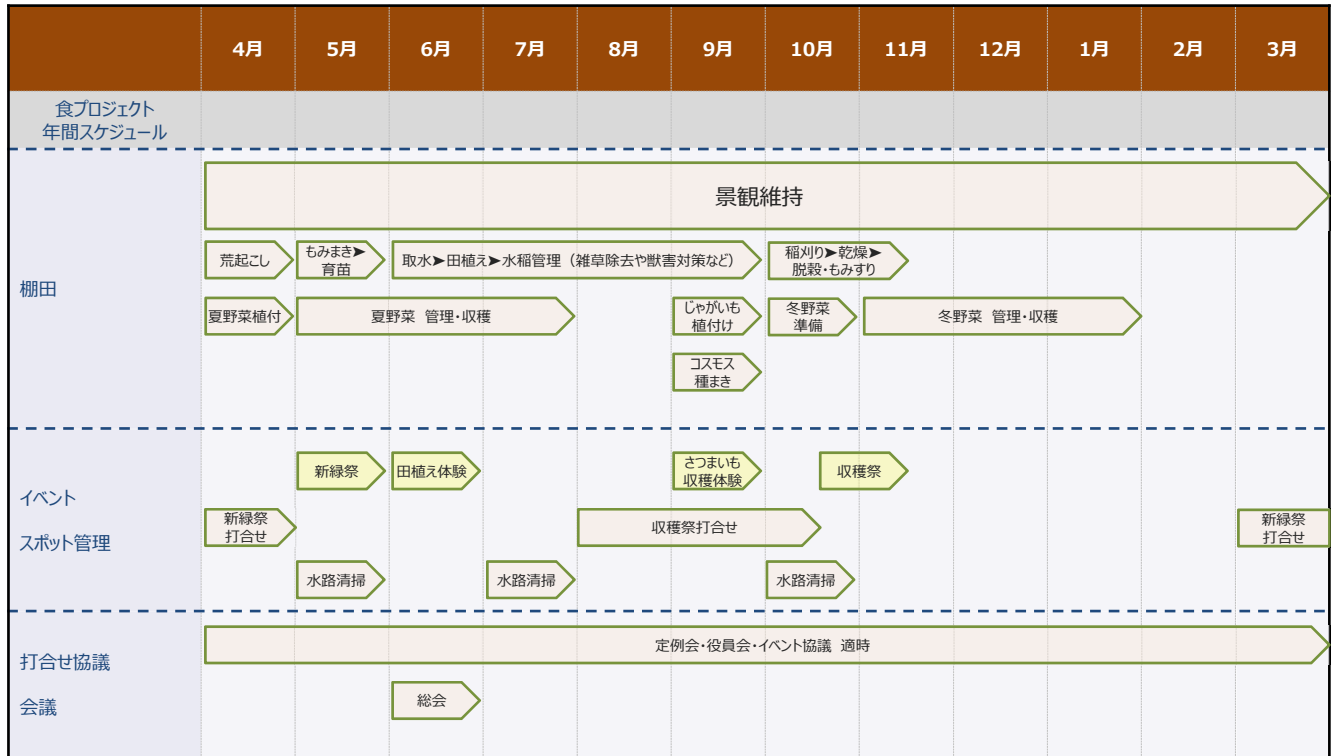 4月 5月 6月 7月 8月 9月 10月 11月 12月 1月 2月 3月
食プロジェクト
年間スケジュール
棚田
景観維持
荒起こし
もみまき➤
育苗
取水➤田植え➤水稲管理（雑草除去や獣害対策など）
稲刈り➤乾燥➤
脱穀・もみすり
夏野菜植付
夏野菜 管理・収穫
じゃがいも
植付け
冬野菜
準備
冬野菜 管理・収穫
コスモス
種まき
イベント
スポット管理
新緑祭
田植え体験
さつまいも
収穫体験
収穫祭
新緑祭
打合せ
収穫祭打合せ
新緑祭
打合せ
水路清掃
水路清掃
水路清掃
打合せ協議
会議
定例会・役員会・イベント協議 適時
総会